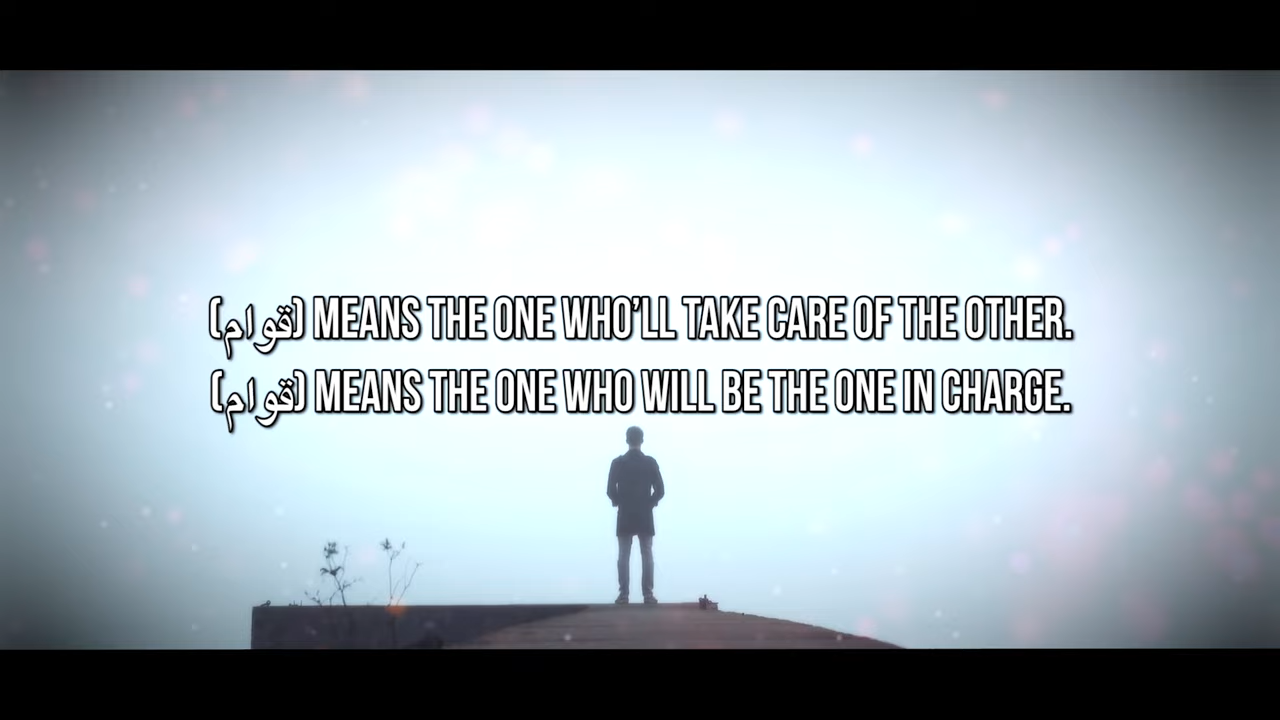 (قوام) MEANS THE ONE WHO'LL TAKE CARE OF THE OTHER.
(قوام) MEANS THE ONE WHO WILL BE THE ONE IN CHARGE.